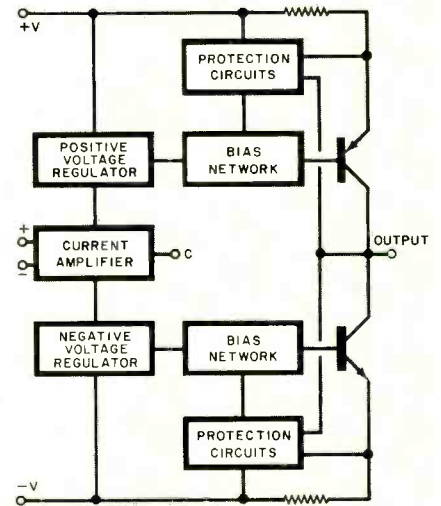 +V
PROTECTION
CIRCUITS
POSITIVE
VOLTAGE
REGULATOR
BIAS
NETWORK
+
CURRENT
AMPLIFIER
C
OUTPUT
−
NEGATIVE
VOLTAGE
REGULATOR
BIAS
NETWORK
PROTECTION
CIRCUITS
−V